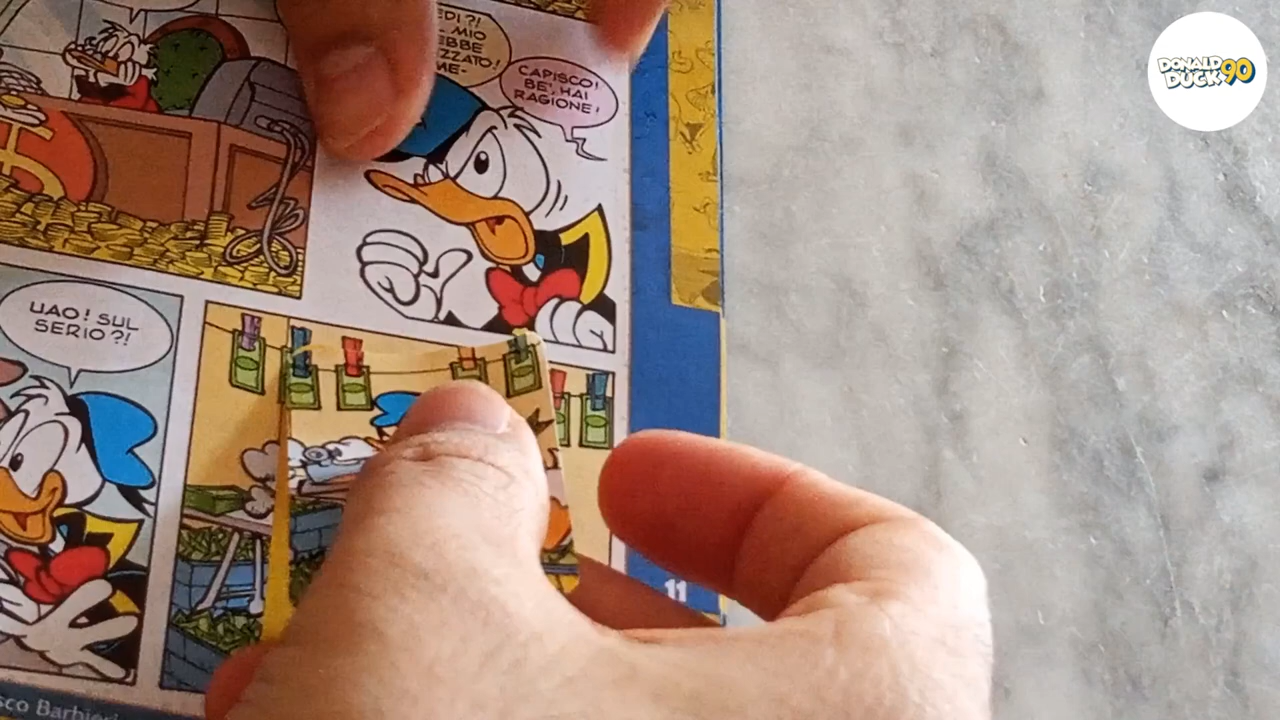 EDI ?!
- MIO
EBBE
ZZATO!
ME-
CAPISCO!
BE', HAI
RAGIONE!
UAO! SUL
SERIO?!
11
sco Barbieri
DONALD
DUCK 90